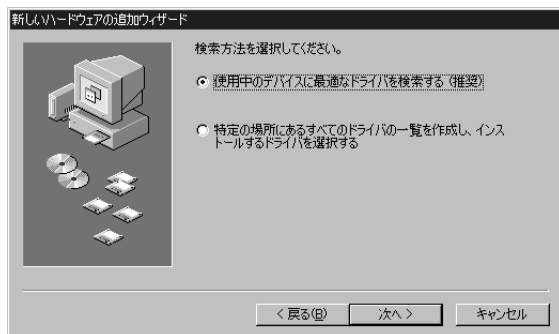 新しいハードウェアの追加ウィザード
検索方法を選択してください。
使用中のデバイスに最適なドライバを検索する (推奨)
特定の場所にあるすべてのドライバの一覧を作成し、インス
トールするドライバを選択する
< 戻る(B)
次へ >
キャンセル